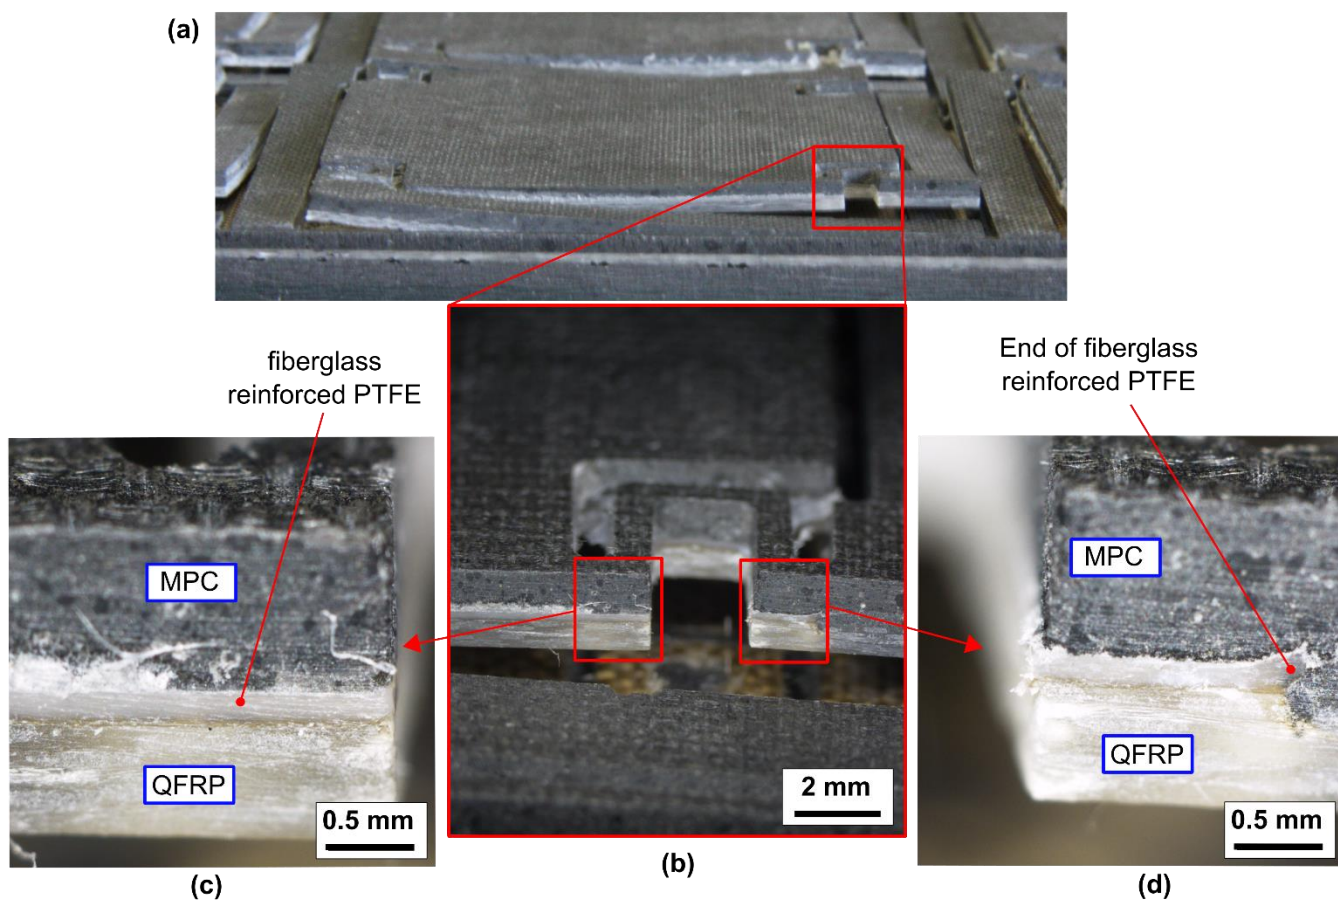 (a)
fiberglass
reinforced PTFE
End of fiberglass
reinforced PTFE
MPC
QFRP
0.5 mm
(c)
2 mm
(b)
MPC
QFRP
0.5 mm
(d)